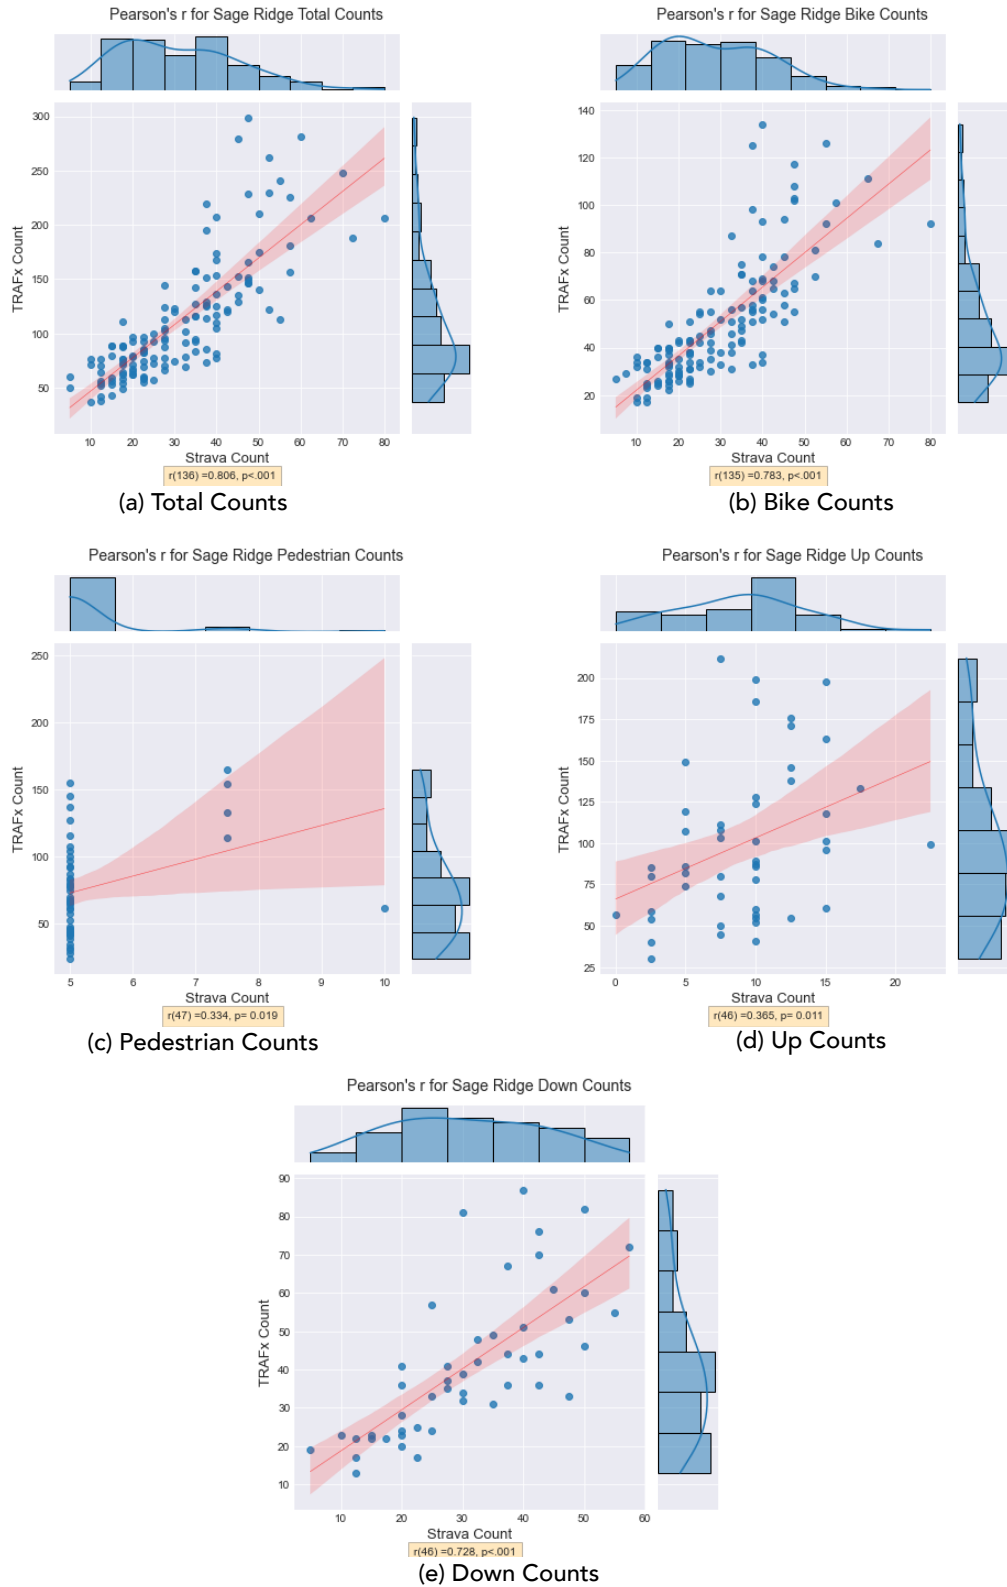 Pearson's r for Sage Ridge Total Counts
300
250
200
150
100
50
TRAFx Count
10 20 30 40 50 60 70 80
Strava Count
r(136) =0.806, p<.001
(a) Total Counts
Pearson's r for Sage Ridge Bike Counts
140
120
100
80
60
40
20
TRAFx Count
10 20 30 40 50 60 70 80
Strava Count
r(135) =0.783, p<.001
(b) Bike Counts
Pearson's r for Sage Ridge Pedestrian Counts
250
200
150
100
50
TRAFx Count
5 6 7 8 9 10
Strava Count
r(47) =0.334, p= 0.019
(c) Pedestrian Counts
Pearson's r for Sage Ridge Up Counts
200
175
150
125
100
75
50
25
TRAFx Count
0 5 10 15 20
Strava Count
r(46) =0.365, p= 0.011
(d) Up Counts
Pearson's r for Sage Ridge Down Counts
90
80
70
60
50
40
30
20
10
TRAFx Count
10 20 30 40 50 60
Strava Count
r(46) =0.728, p<.001
(e) Down Counts